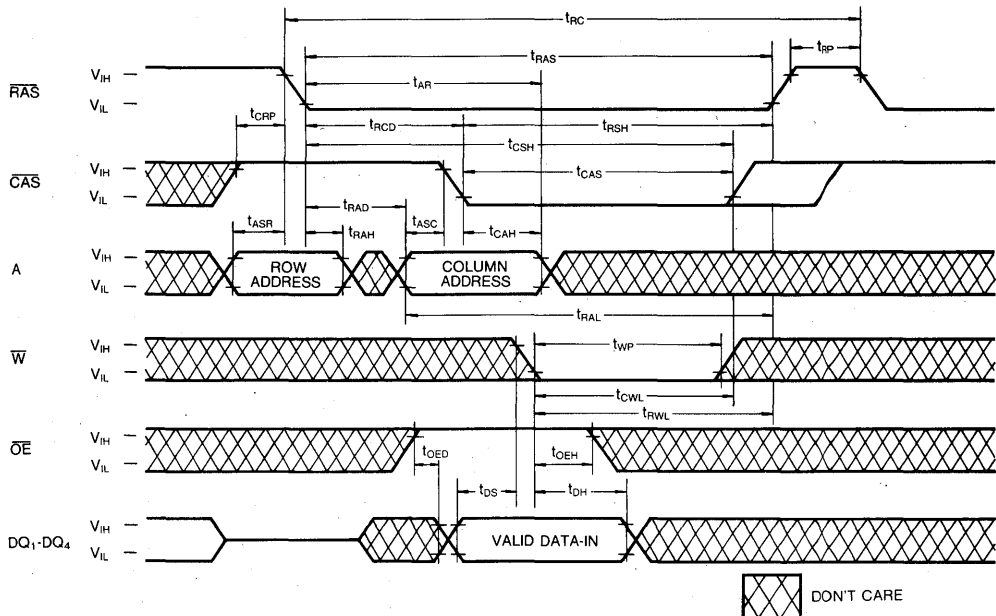 tRC
tRP
tRAS
tAR
RAS
VIH
VIL
tCRP
tRCD
tRSH
tCSH
CAS
VIH
VIL
tCAS
tRAD
tASR
tRAH
tASC
tCAH
A
VIH
VIL
ROW
ADDRESS
COLUMN
ADDRESS
tRAL
W
VIH
VIL
tWP
tCWL
tRWL
OE
VIH
VIL
tOED
tOEH
tDS
tDH
DQ1-DQ4
VIH
VIL
VALID DATA-IN
DON'T CARE